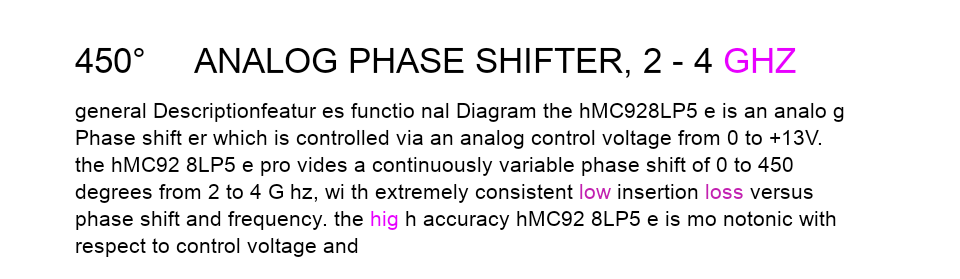 450° ANALOG PHASE SHIFTER, 2 - 4 GHZ
general Descriptionfeatur es functio nal Diagram the hMC928LP5 e is an analo g
Phase shift er which is controlled via an analog control voltage from 0 to +13V.
the hMC92 8LP5 e pro vides a continuously variable phase shift of 0 to 450
degrees from 2 to 4 G hz, wi th extremely consistent low insertion loss versus
phase shift and frequency. the hig h accuracy hMC92 8LP5 e is mo notonic with
respect to control voltage and